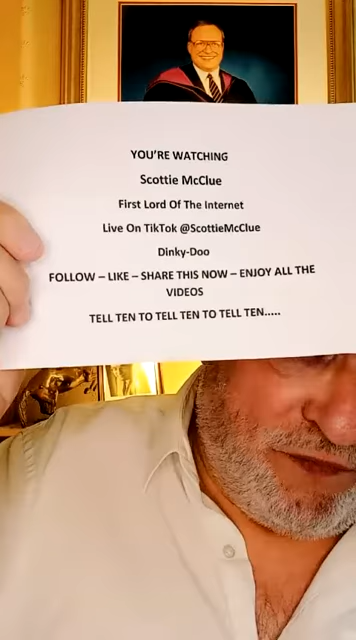 YOU'RE WATCHING
Scottie McClue
First Lord Of The Internet
Live On TikTok @ScottieMcClue
Dinky-Doo
FOLLOW – LIKE – SHARE THIS NOW – ENJOY ALL THE
VIDEOS
TELL TEN TO TELL TEN TO TELL TEN.....